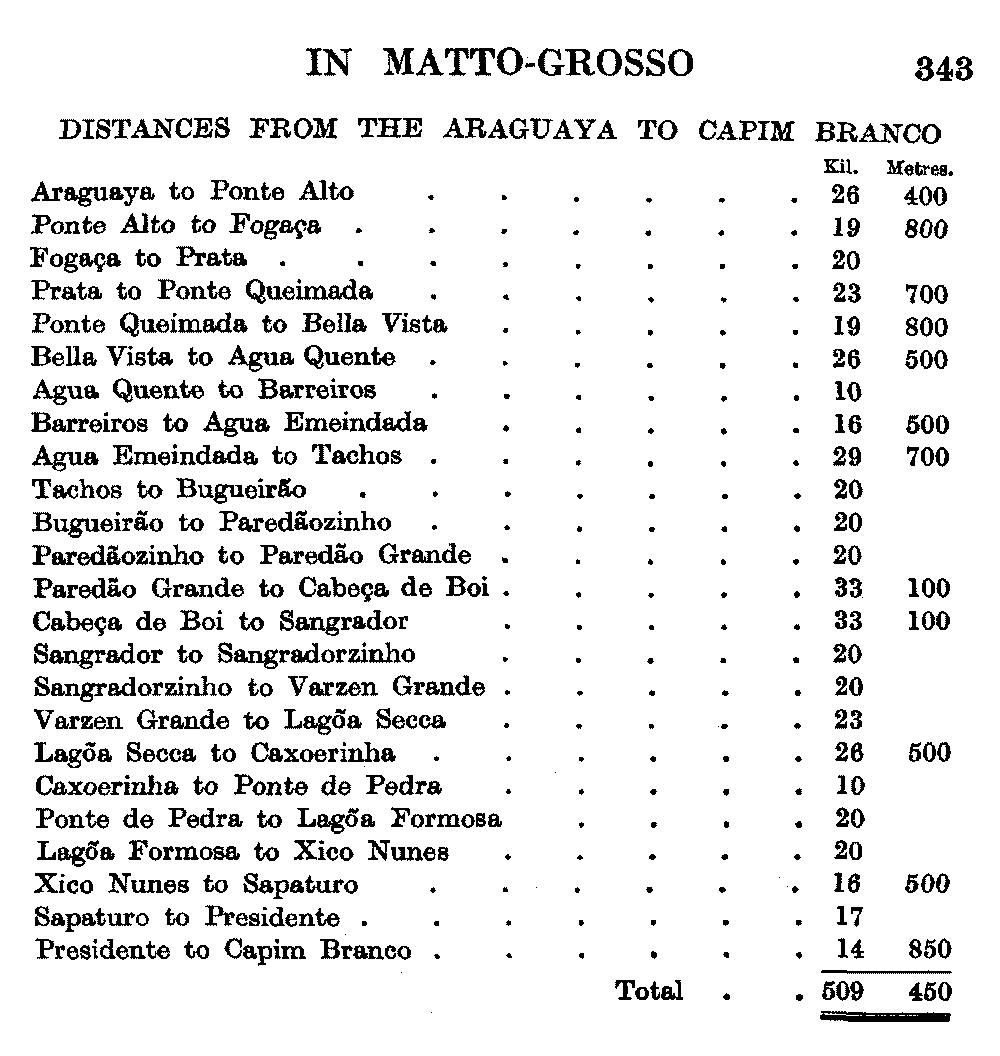 IN MATTO-GROSSO 343
DISTANCES FROM THE ARAGUAYA TO CAPIM BRANCO
Kil. Metres.
Araguaya to Ponte Alto . . . . . . 26 400
Ponte Alto to Fogaça . . . . . . . 19 800
Fogaça to Prata . . . . . . . . 20
Prata to Ponte Queimada . . . . . . 23 700
Ponte Queimada to Bella Vista . . . . . 19 800
Bella Vista to Agua Quente . . . . . . 26 500
Agua Quente to Barreiros . . . . . . 10
Barreiros to Agua Emeindada . . . . . 16 500
Agua Emeindada to Tachos . . . . . . 29 700
Tachos to Bugueirão . . . . . . . 20
Bugueirão to Paredãozinho . . . . . . 20
Paredãozinho to Paredão Grande . . . . . 20
Paredão Grande to Cabeça de Boi . . . . . 33 100
Cabeça de Boi to Sangrador . . . . . 33 100
Sangrador to Sangradorzinho . . . . . 20
Sangradorzinho to Varzen Grande . . . . . 20
Varzen Grande to Lagõa Secca . . . . . 23
Lagõa Secca to Caxoerinha . . . . . . 26 500
Caxoerinha to Ponte de Pedra . . . . . 10
Ponte de Pedra to Lagõa Formosa . . . . 20
Lagõa Formosa to Xico Nunes . . . . . 20
Xico Nunes to Sapaturo . . . . . . 16 500
Sapaturo to Presidente . . . . . . . 17
Presidente to Capim Branco . . . . . . 14 850
Total . . 509 450